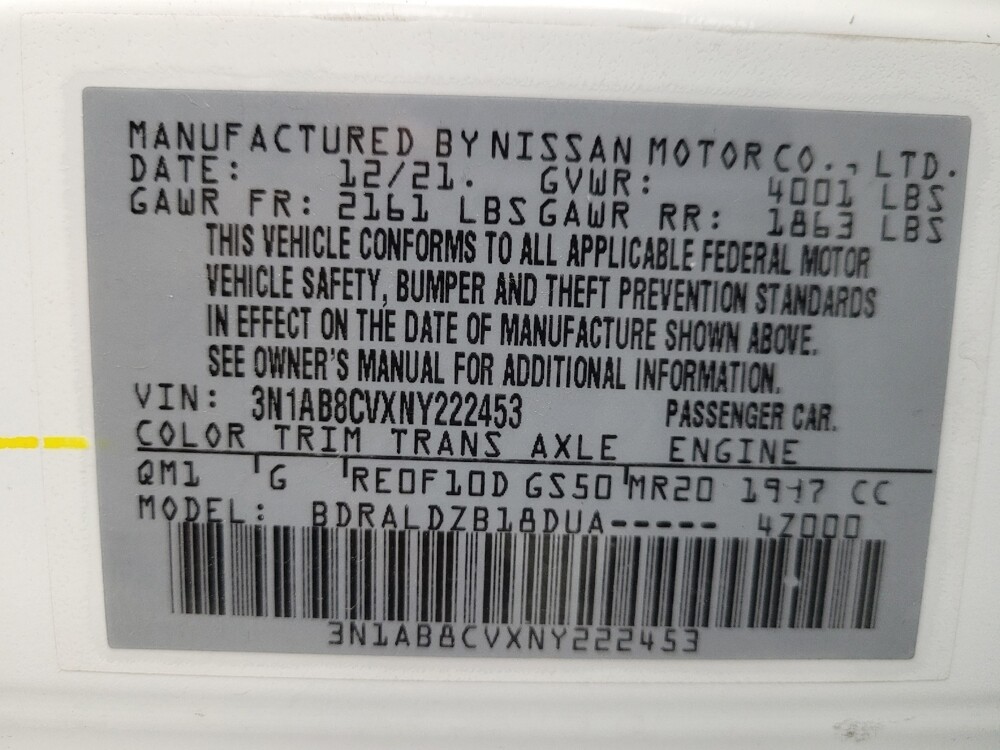 MANUFACTURED BY NISSAN MOTOR CO., LTD.
DATE: 12/21. GVWR: 4001 LBS
GAWR FR: 2161 LBS GAWR RR: 1863 LBS
THIS VEHICLE CONFORMS TO ALL APPLICABLE FEDERAL MOTOR
VEHICLE SAFETY, BUMPER AND THEFT PREVENTION STANDARDS
IN EFFECT ON THE DATE OF MANUFACTURE SHOWN ABOVE.
SEE OWNER'S MANUAL FOR ADDITIONAL INFORMATION.
VIN: 3N1AB8CVXNY222453 PASSENGER CAR.
COLOR TRIM TRANS AXLE ENGINE
QM1 G RE0F10D GS50 MR20 1997 CC
MODEL: BDRALDZB18DUA----- 4Z000
3N1AB8CVXNY222453